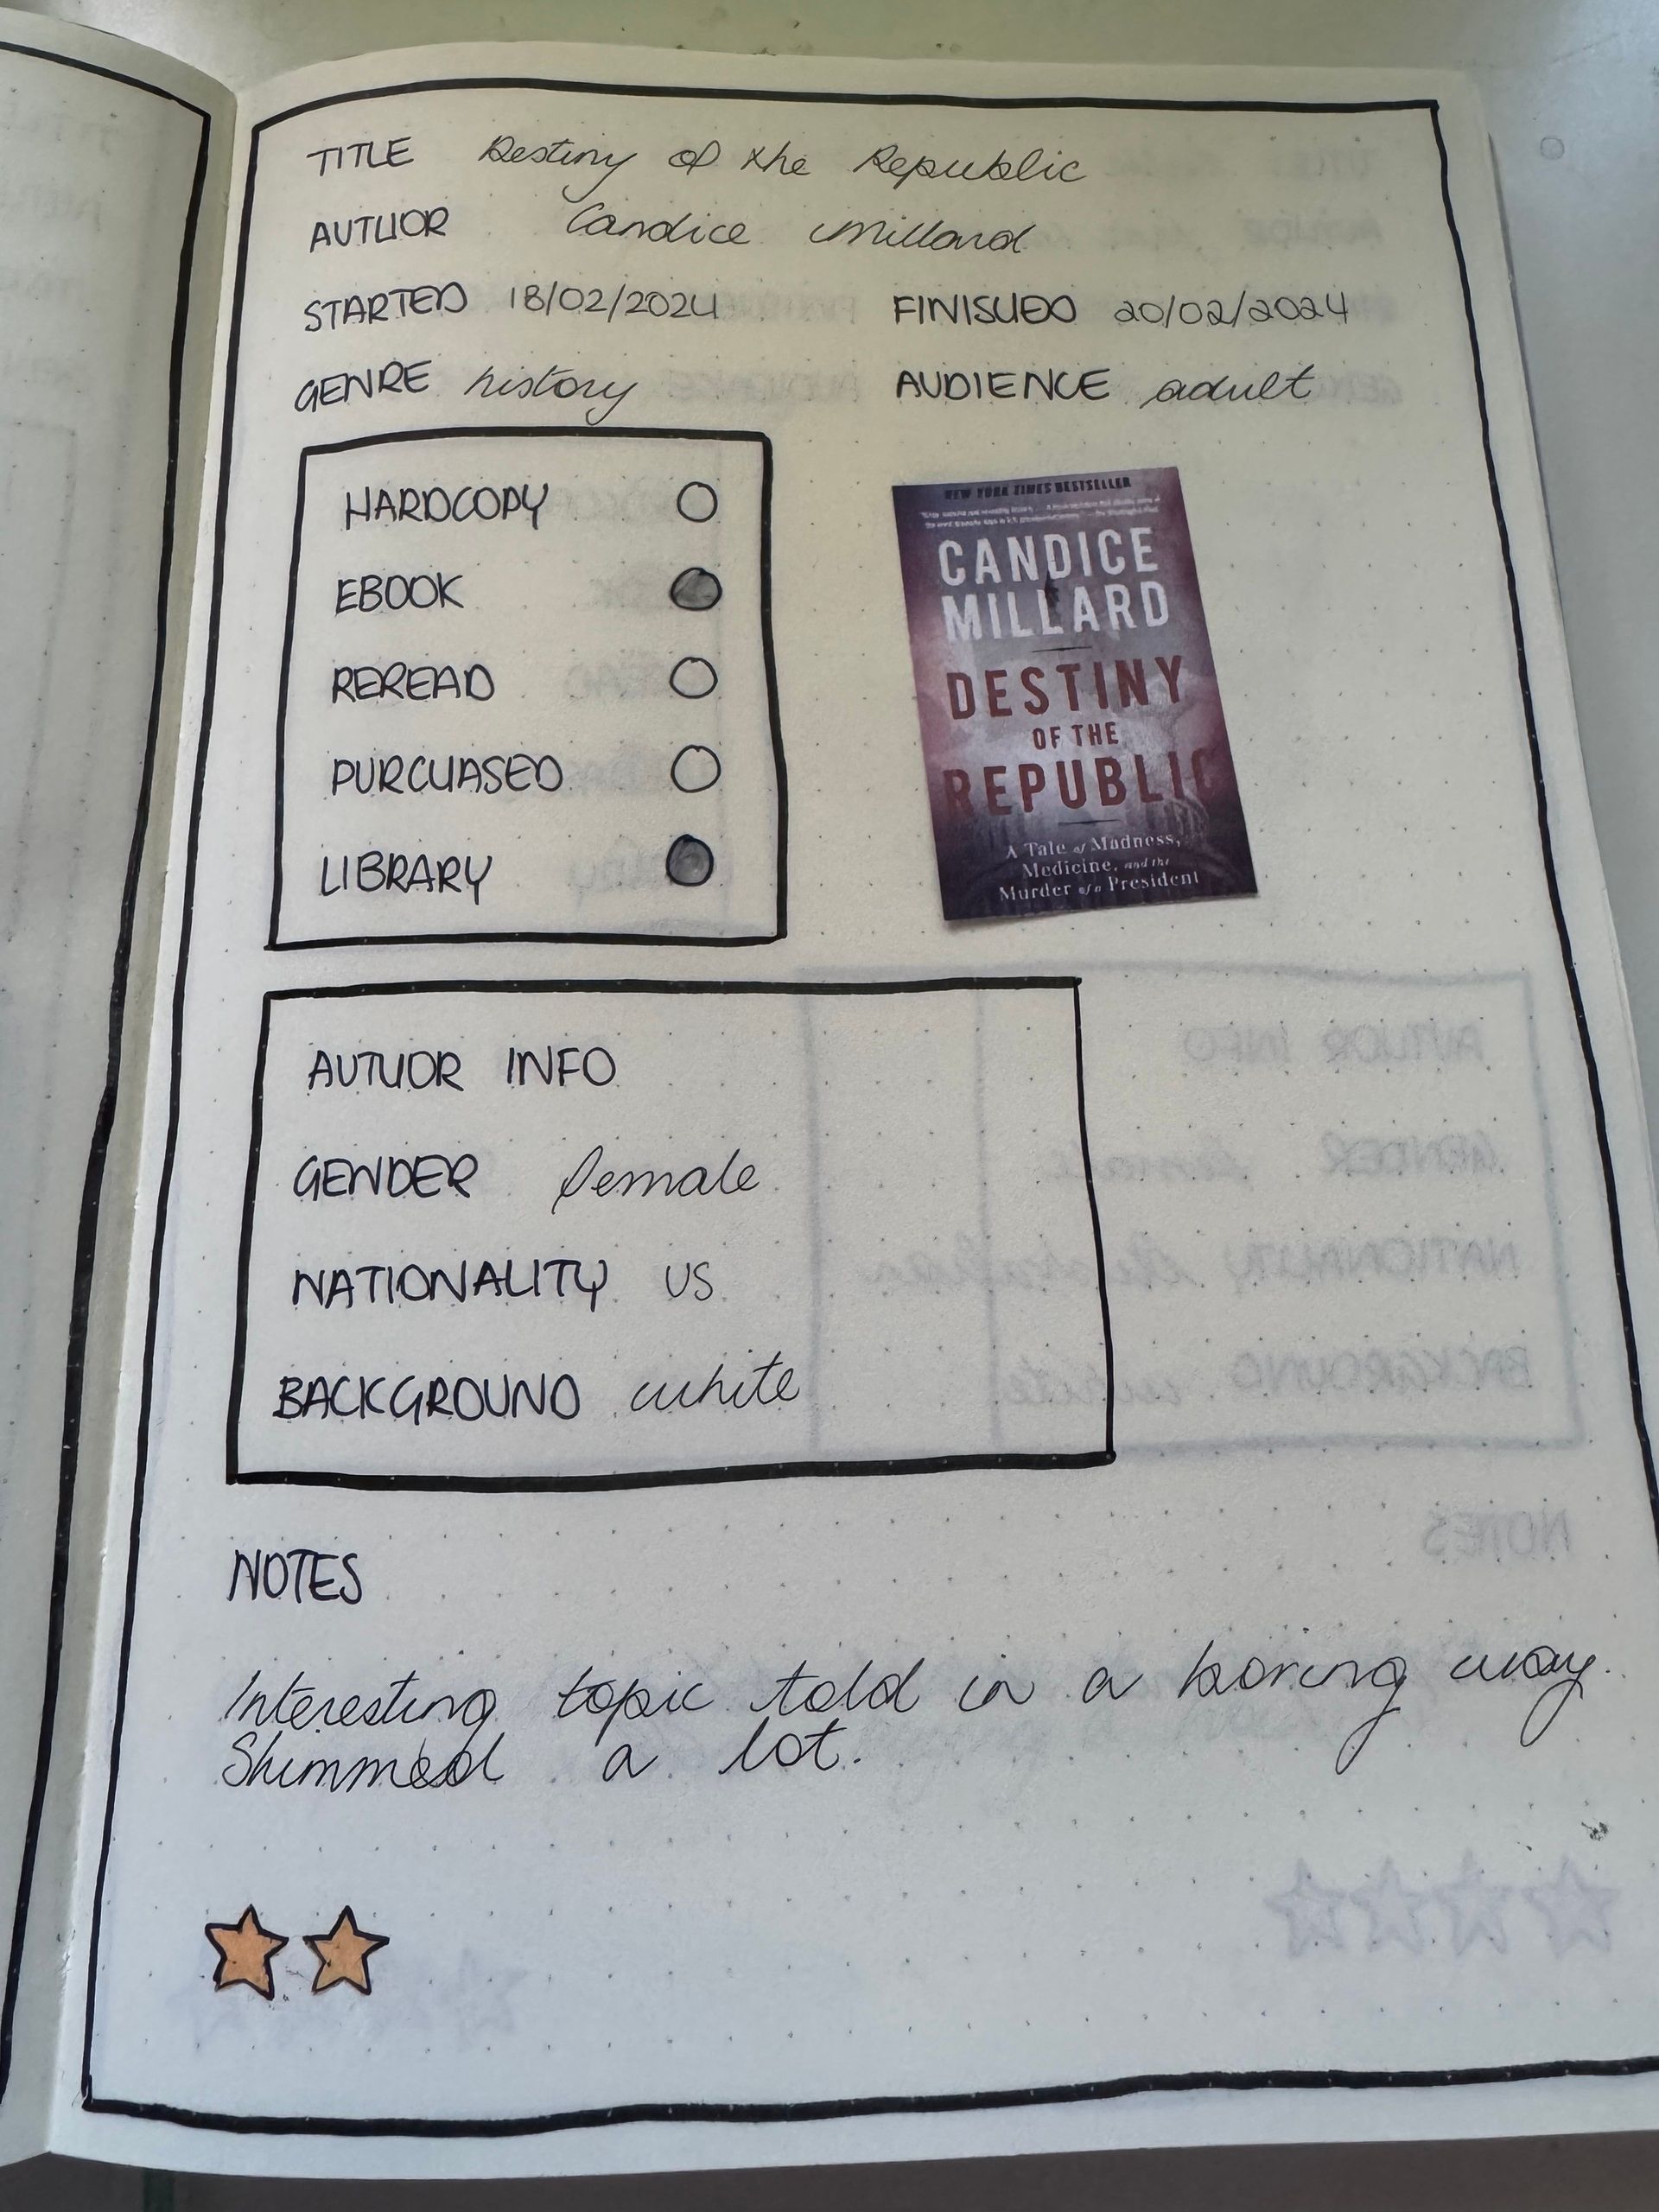 TITLE Destiny of the Republic
AUTHOR Candice Millard
STARTED 18/02/2024 FINISHED 20/02/2024
GENRE history AUDIENCE adult
HARDCOPY
EBOOK
REREAD
PURCHASED
LIBRARY
NEW YORK TIMES BESTSELLER
CANDICE
MILLARD
DESTINY
OF THE
REPUBLIC
A Tale of Madness,
Medicine, and the
Murder of a President
AUTHOR INFO
GENDER female
NATIONALITY US
BACKGROUND white
NOTES
Interesting topic told in a boring way.
Skimmed a lot.